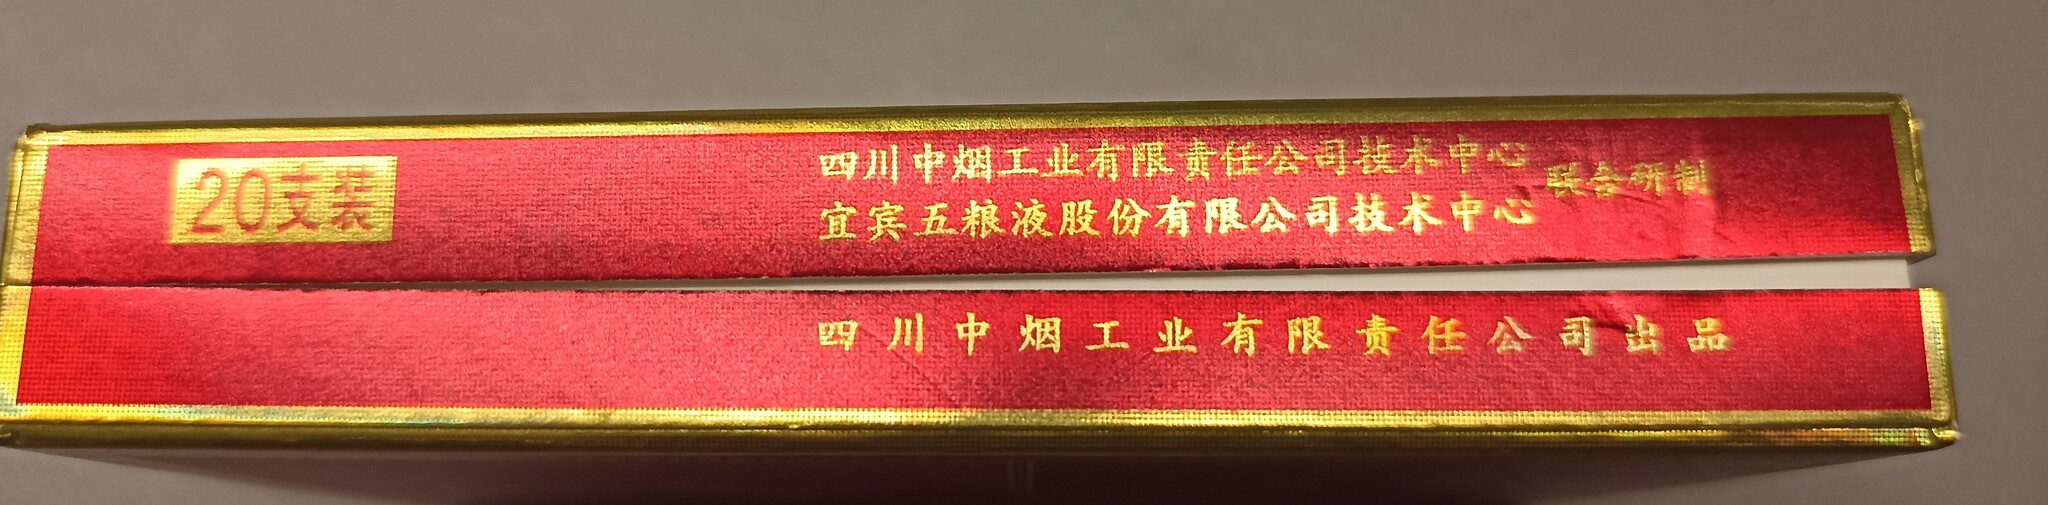 20支装
四川中烟工业有限责任公司技术中心
宜宾五粮液股份有限公司技术中心
联合研制
四川中烟工业有限责任公司出品